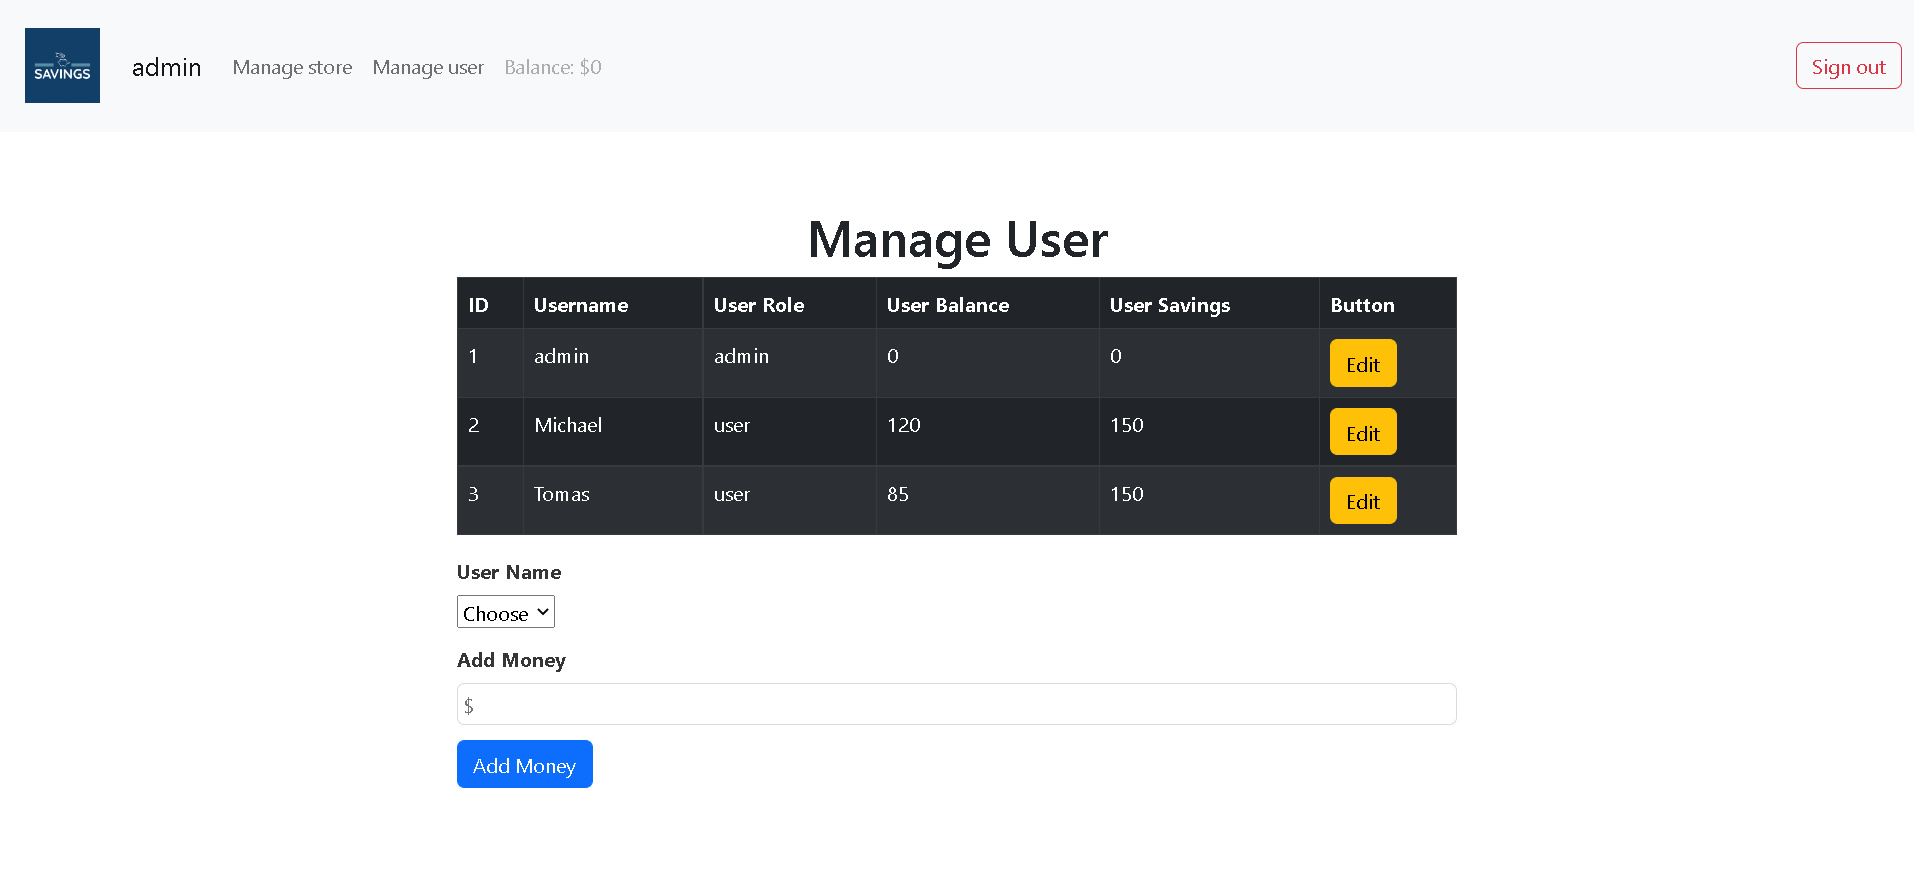 SAVINGS
admin Manage store Manage user Balance: $0 Sign out
Manage User
ID Username User Role User Balance User Savings Button
1 admin admin 0 0 Edit
2 Michael user 120 150 Edit
3 Tomas user 85 150 Edit
User Name
Choose
Add Money
$
Add Money